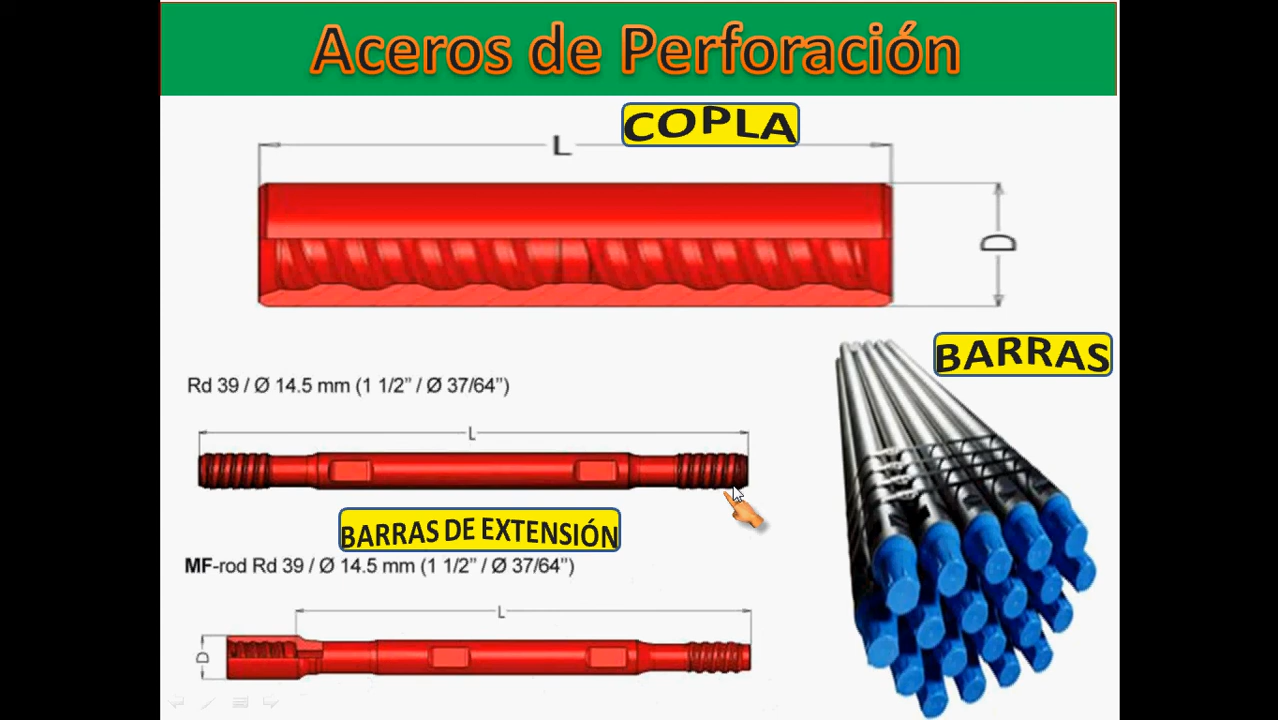 Aceros de Perforación
COPLA
L
D
BARRAS
Rd 39 / Ø 14.5 mm (1 1/2” / Ø 37/64”)
L
BARRAS DE EXTENSIÓN
MF-rod Rd 39 / Ø 14.5 mm (1 1/2” / Ø 37/64”)
L
D